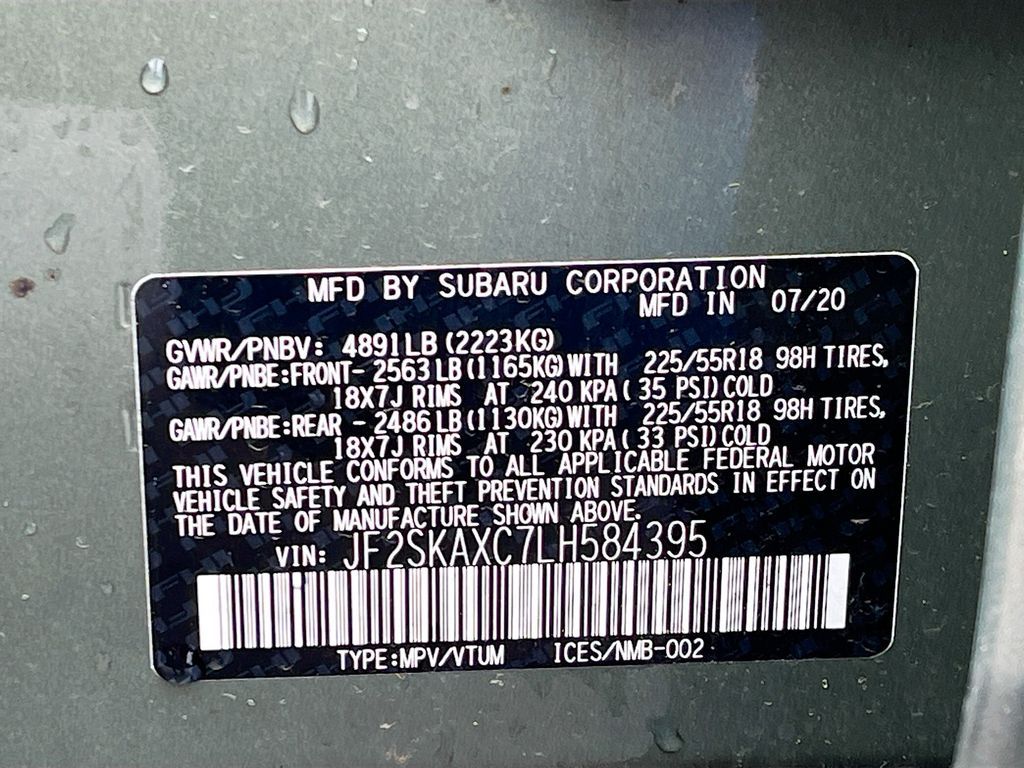 MFD BY SUBARU CORPORATION
MFD IN 07/20
GVWR/PNBV: 4891LB (2223KG)
GAWR/PNBE:FRONT- 2563LB (1165KG) WITH 225/55R18 98H TIRES,
18X7J RIMS AT 240 KPA ( 35 PSI) COLD
GAWR/PNBE:REAR - 2486LB (1130KG) WITH 225/55R18 98H TIRES,
18X7J RIMS AT 230 KPA ( 33 PSI) COLD
THIS VEHICLE CONFORMS TO ALL APPLICABLE FEDERAL MOTOR
VEHICLE SAFETY AND THEFT PREVENTION STANDARDS IN EFFECT ON
THE DATE OF MANUFACTURE SHOWN ABOVE.
VIN: JF2SKAXC7LH584395
TYPE:MPV/VTUM ICES/NMB-002